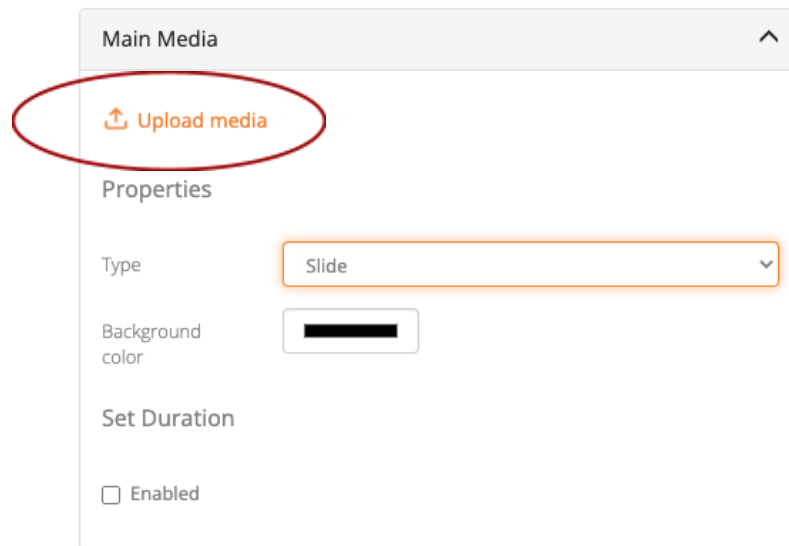 Main Media
Upload media
Properties
Type
Slide
Background
color
Set Duration
Enabled